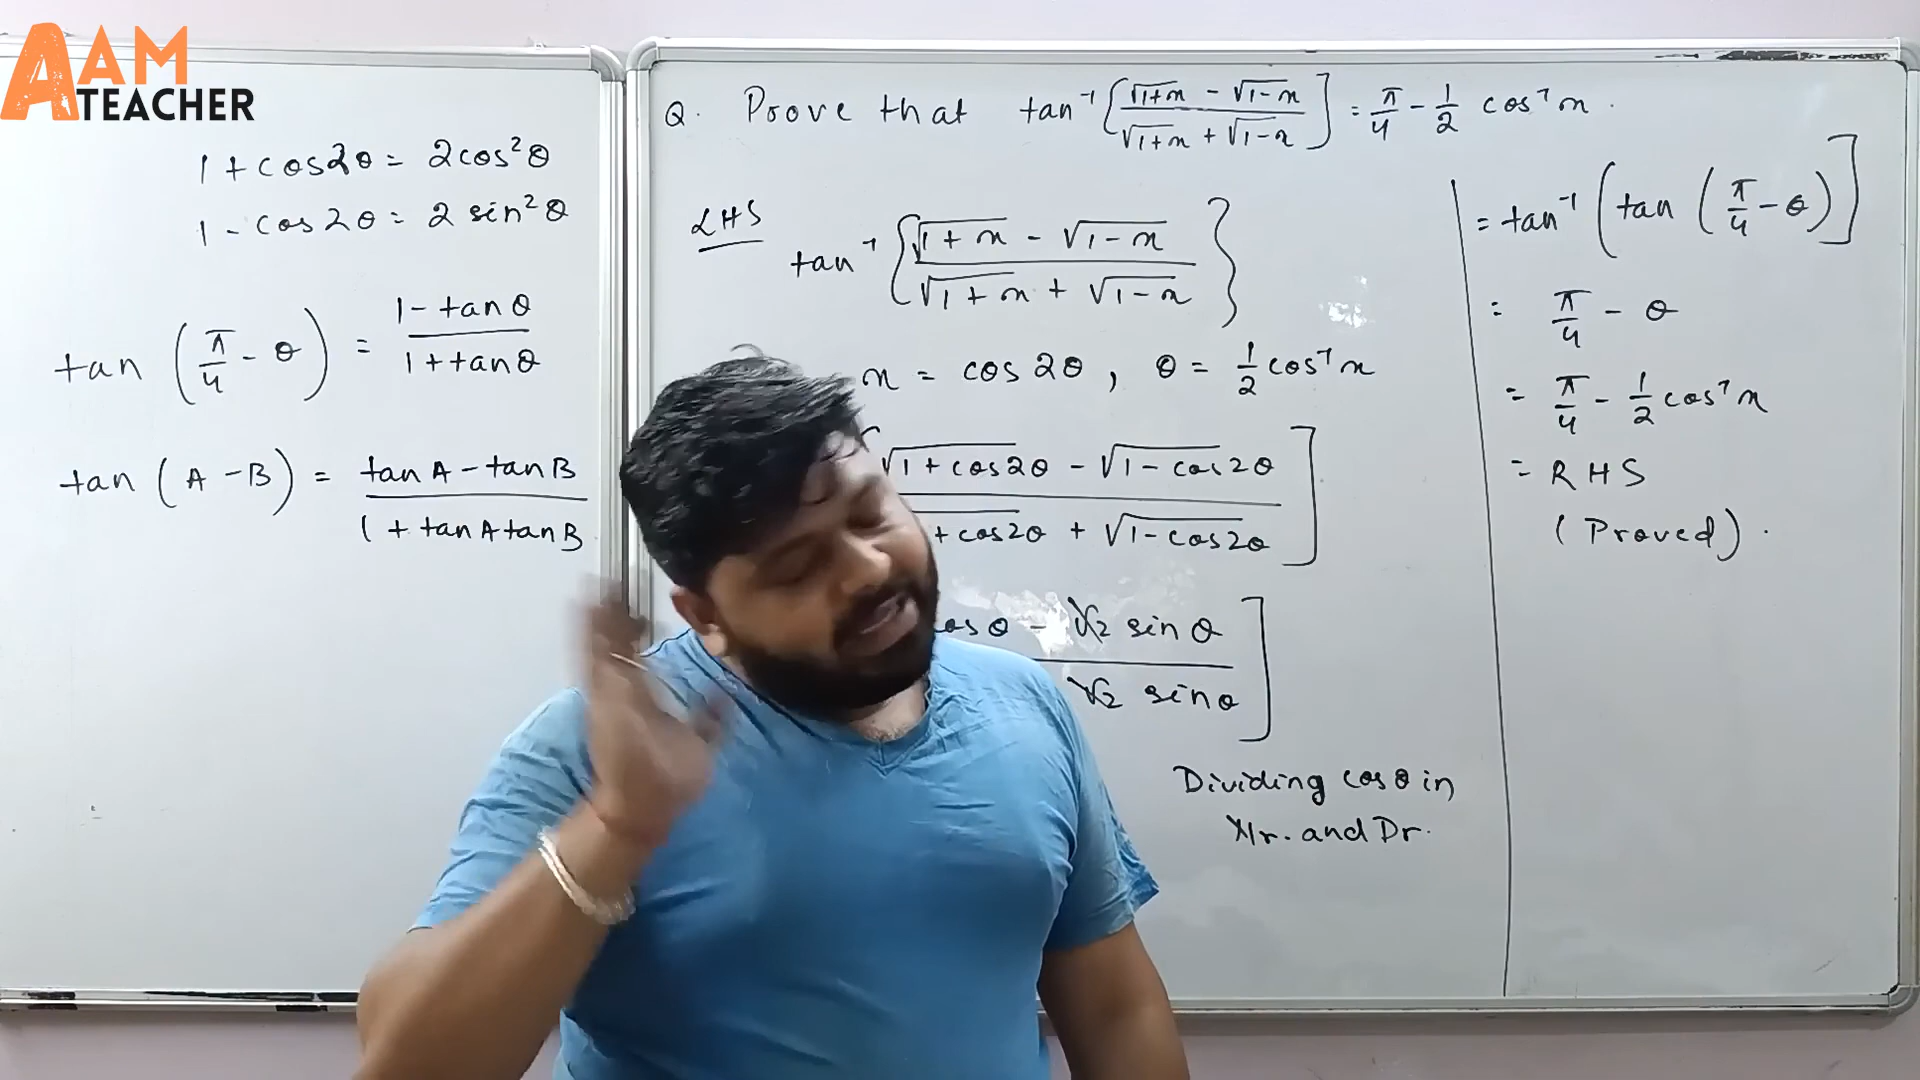 AAM
TEACHER
1 + cos2θ = 2cos²θ
1 - cos2θ = 2 sin²θ
tan (π/4 - θ) = (1 - tanθ)/(1 + tanθ)
tan (A - B) = (tanA - tanB)/(1 + tanA tanB)
Q. Prove that tan⁻¹ [(√1+x - √1-x)/(√1+x + √1-x)] = π/4 - 1/2 cos⁻¹x.
LHS
tan⁻¹ {(√1+x - √1-x)/(√1+x + √1-x)}
x = cos2θ, θ = 1/2 cos⁻¹x
√1+cos2θ - √1-cos2θ]
+cos2θ + √1-cos2θ
θ - √2 sinθ]
√2 sinθ
Dividing cosθ in
Nr. and Dr.
= tan⁻¹ (tan (π/4 - θ)]
= π/4 - θ
= π/4 - 1/2 cos⁻¹x
= RHS
(Proved).